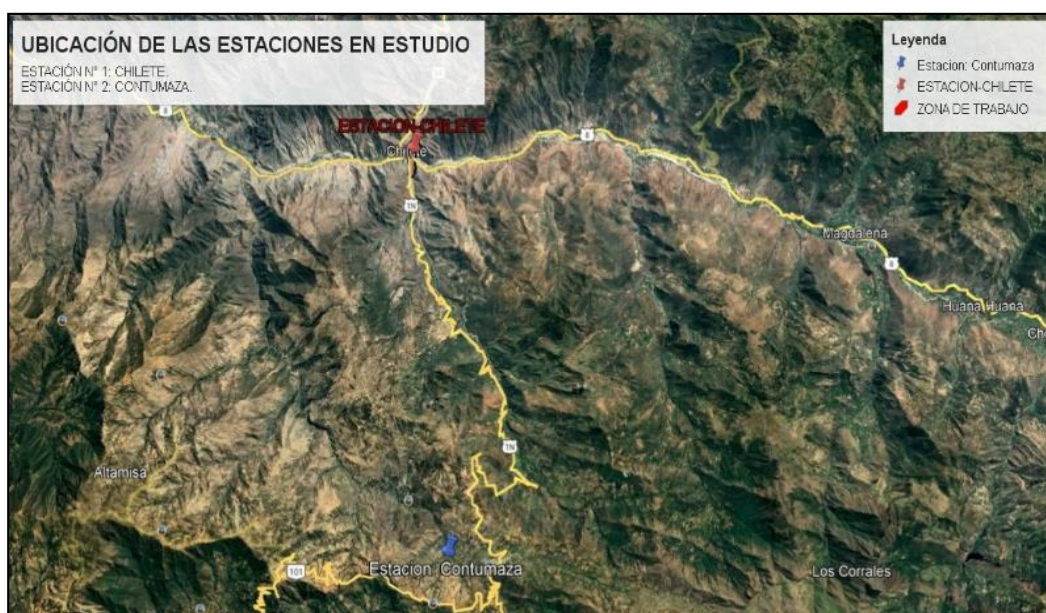 UBICACIÓN DE LAS ESTACIONES EN ESTUDIO
ESTACIÓN N° 1: CHILETE.
ESTACIÓN N° 2: CONTUMAZA.
Leyenda
Estacion: Contumaza
ESTACION-CHILETE
ZONA DE TRABAJO
8
8
ESTACION-CHILETE
Chilete
1N
Magdalena
8
Huana Huana
Cho
1N
Altamisa
Estacion Contumaza
101
Los Corrales